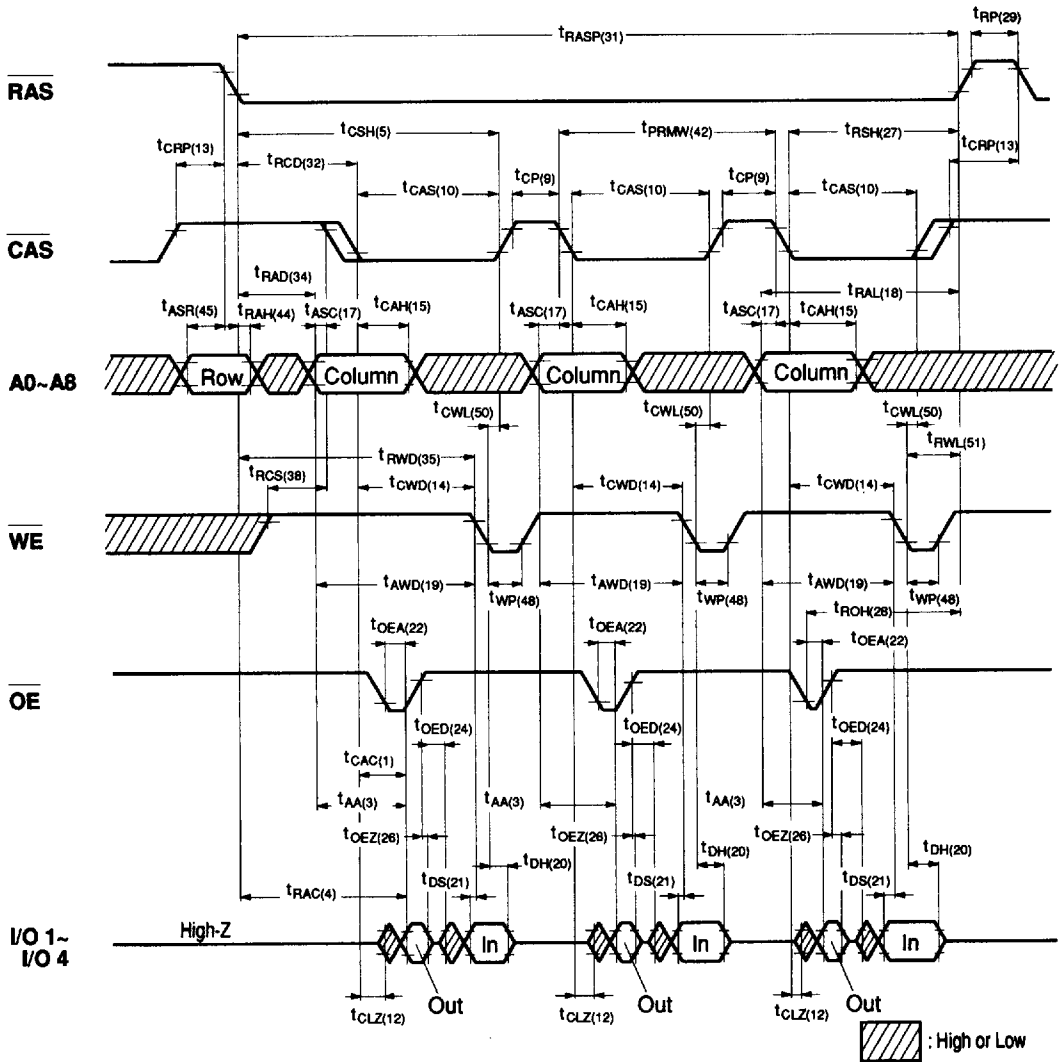 tRASP(31)
tRP(29)
RAS
tCSH(5)
tPRMW(42)
tRSH(27)
tCRP(13)
tRCD(32)
tCP(9)
tCP(9)
tCRP(13)
tCAS(10)
tCAS(10)
tCAS(10)
CAS
tRAD(34)
tRAL(18)
tASR(45)
tRAH(44)
tASC(17)
tCAH(15)
tASC(17)
tCAH(15)
tASC(17)
tCAH(15)
A0~A8
Row
Column
Column
Column
tCWL(50)
tCWL(50)
tCWL(50)
tRWD(35)
tRWL(51)
tRCS(38)
tCWD(14)
tCWD(14)
tCWD(14)
WE
tAWD(19)
tWP(48)
tAWD(19)
tWP(48)
tAWD(19)
tWP(48)
tROH(28)
tOEA(22)
tOEA(22)
tOEA(22)
OE
tOED(24)
tOED(24)
tOED(24)
tCAC(1)
tAA(3)
tAA(3)
tAA(3)
tOEZ(26)
tOEZ(26)
tOEZ(26)
tDH(20)
tDH(20)
tDH(20)
tRAC(4)
tDS(21)
tDS(21)
tDS(21)
I/O 1~
I/O 4
High-Z
In
In
In
Out
Out
Out
tCLZ(12)
tCLZ(12)
tCLZ(12)
: High or Low